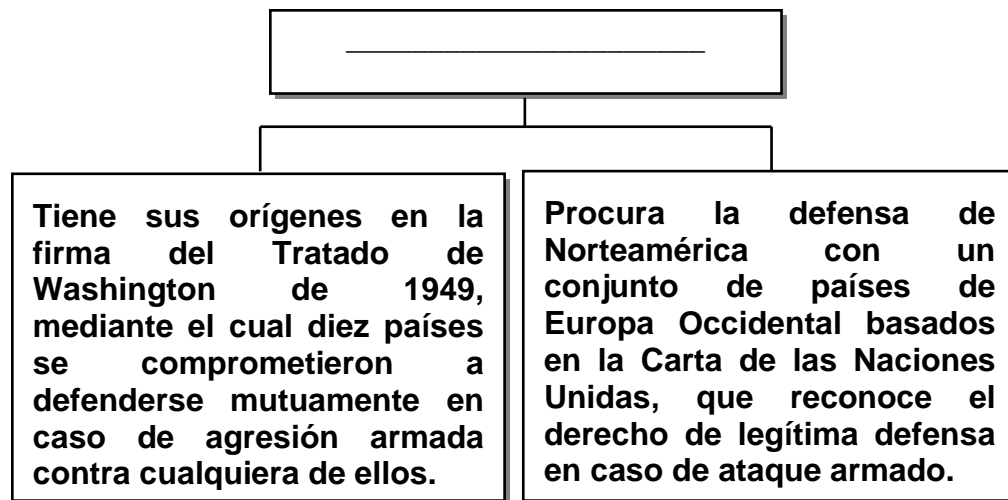 Tiene sus orígenes en la
firma del Tratado de
Washington de 1949,
mediante el cual diez países
se comprometieron a
defenderse mutuamente en
caso de agresión armada
contra cualquiera de ellos.
Procura la defensa de
Norteamérica con un
conjunto de países de
Europa Occidental basados
en la Carta de las Naciones
Unidas, que reconoce el
derecho de legítima defensa
en caso de ataque armado.